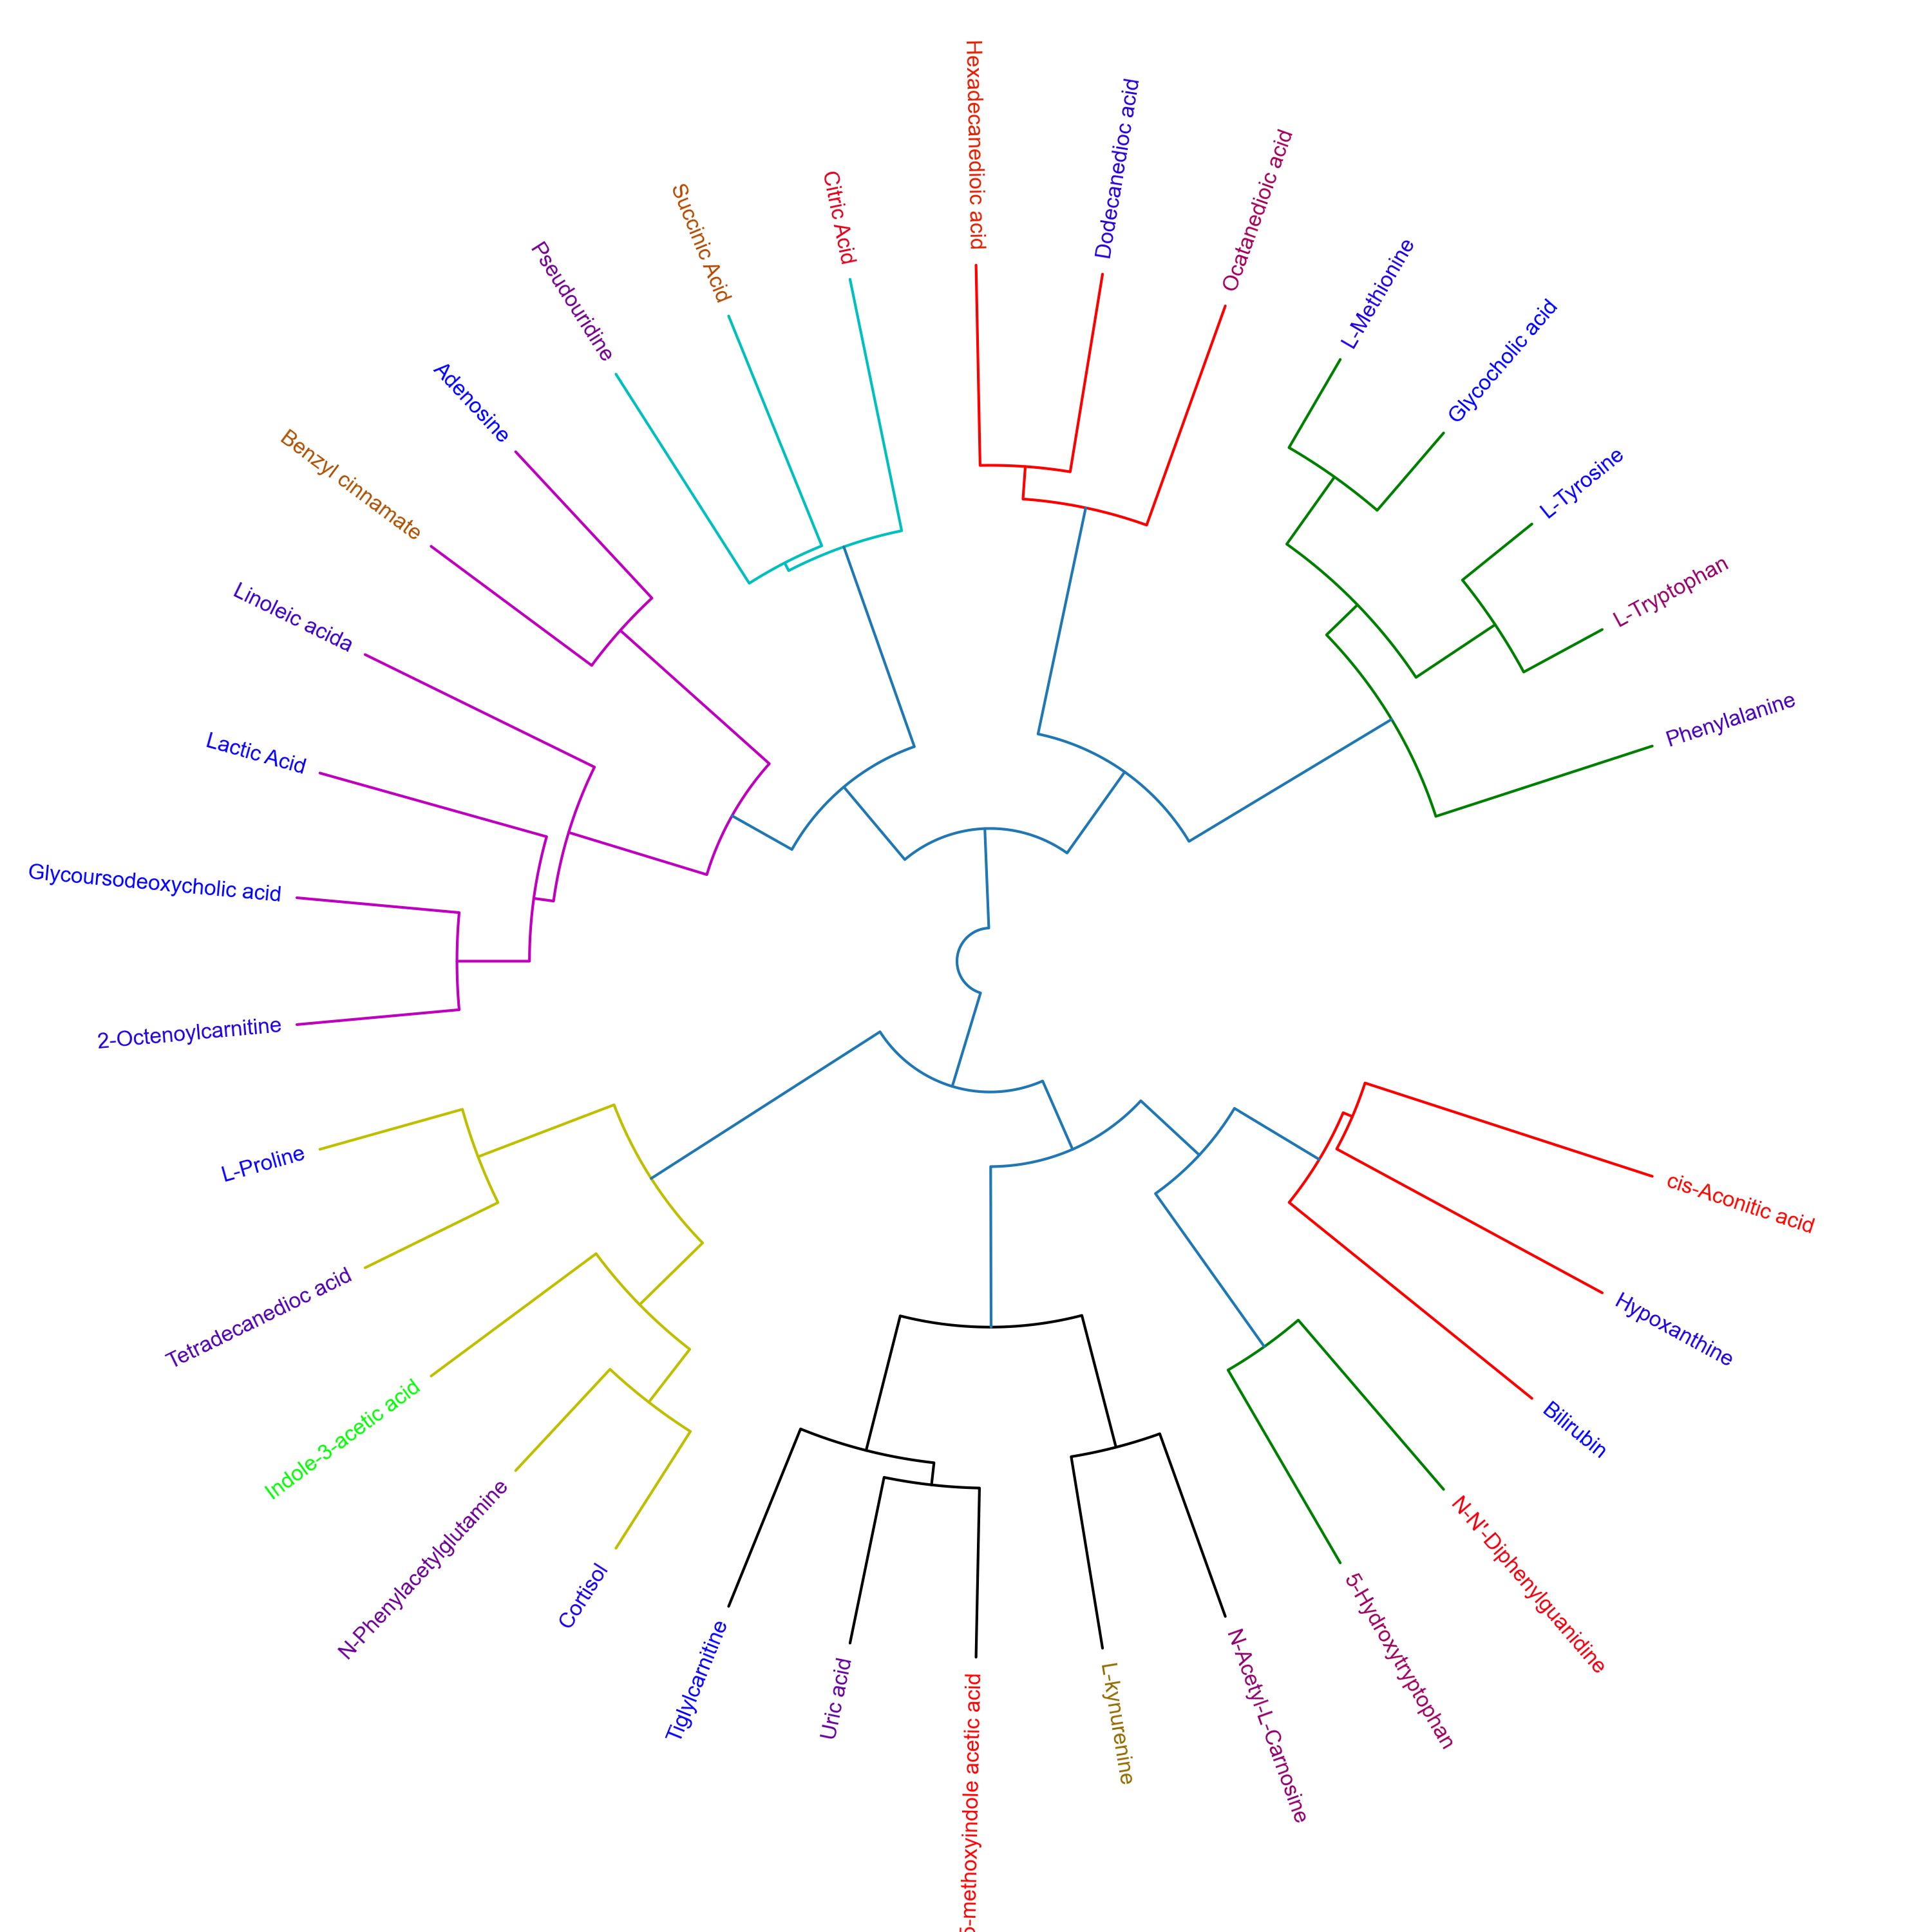 Hexadecanedioic acid
Dodecanedioc acid
Ocatanedioic acid
L-Methionine
Glycocholic acid
L-Tyrosine
L-Tryptophan
Phenylalanine
cis-Aconitic acid
Hypoxanthine
Bilirubin
N-N'-Diphenylguanidine
5-Hydroxytryptophan
N-Acetyl-L-Carnosine
L-kynurenine
5-methoxyindole acetic acid
Uric acid
Tiglylcarnitine
Cortisol
N-Phenylacetylglutamine
Indole-3-acetic acid
Tetradecanedioc acid
L-Proline
2-Octenoylcarnitine
Glycoursodeoxycholic acid
Lactic Acid
Linoleic acida
Benzyl cinnamate
Adenosine
Pseudouridine
Succinic Acid
Citric Acid